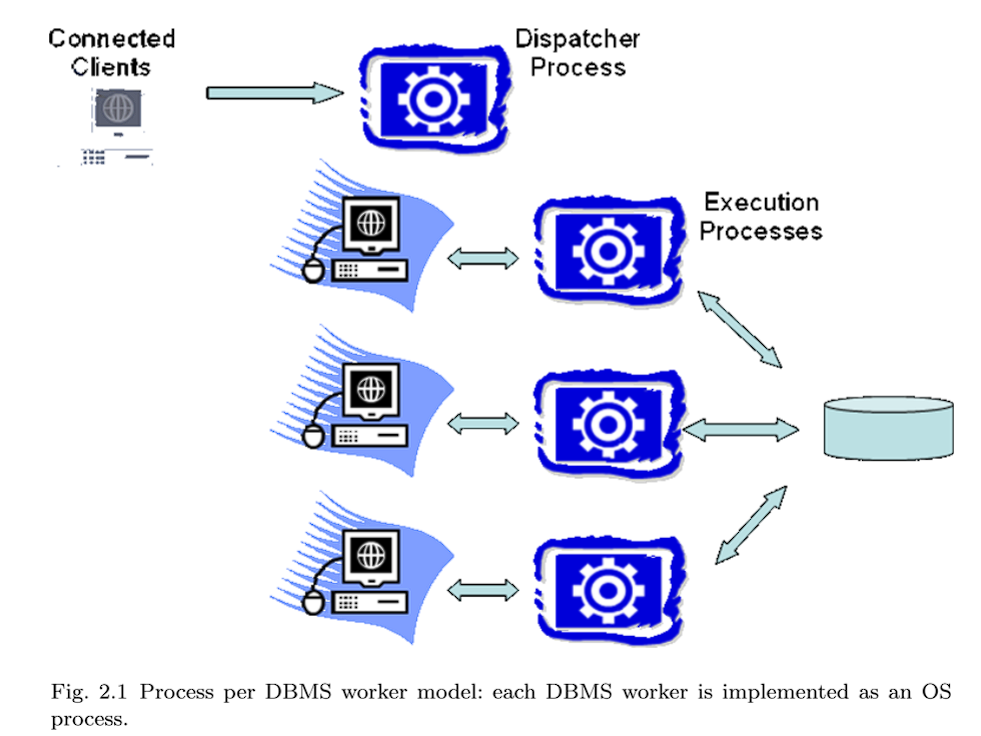 Connected
Clients
Dispatcher
Process
Execution
Processes
Fig. 2.1 Process per DBMS worker model: each DBMS worker is implemented as an OS
process.